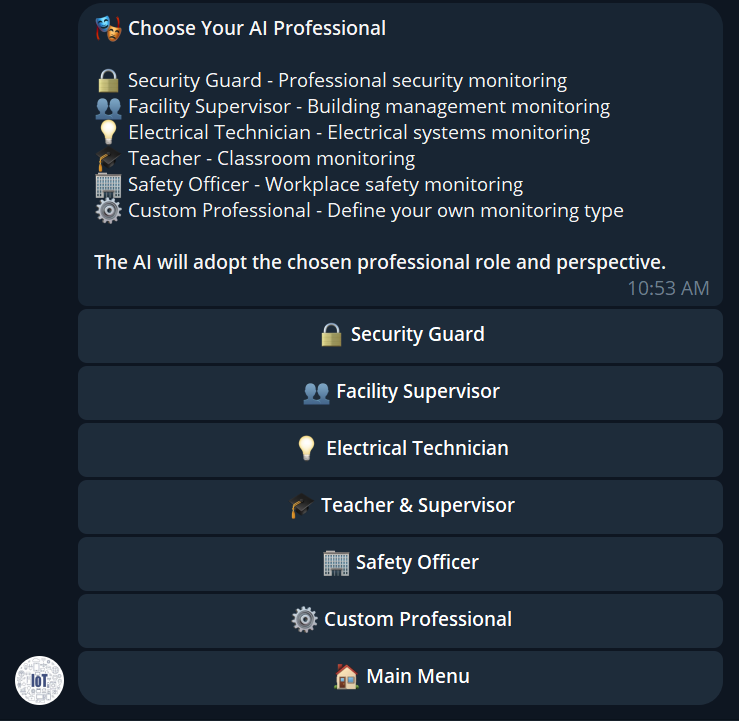 🎭 Choose Your AI Professional
🔒 Security Guard - Professional security monitoring
👥 Facility Supervisor - Building management monitoring
💡 Electrical Technician - Electrical systems monitoring
🎓 Teacher - Classroom monitoring
🏢 Safety Officer - Workplace safety monitoring
⚙️ Custom Professional - Define your own monitoring type
The AI will adopt the chosen professional role and perspective.
10:53 AM
🔒 Security Guard
👥 Facility Supervisor
💡 Electrical Technician
🎓 Teacher & Supervisor
🏢 Safety Officer
⚙️ Custom Professional
🏠 Main Menu
IoT